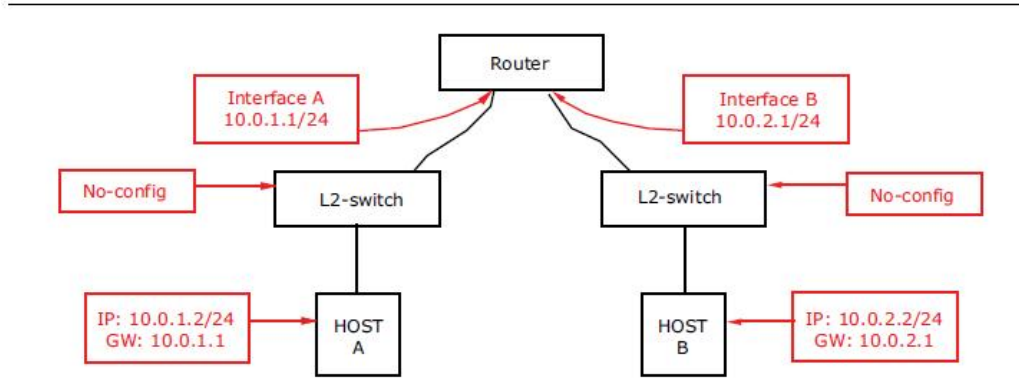 Router
Interface A
10.0.1.1/24
Interface B
10.0.2.1/24
No-config
L2-switch
L2-switch
No-config
IP: 10.0.1.2/24
GW: 10.0.1.1
HOST
A
HOST
B
IP: 10.0.2.2/24
GW: 10.0.2.1